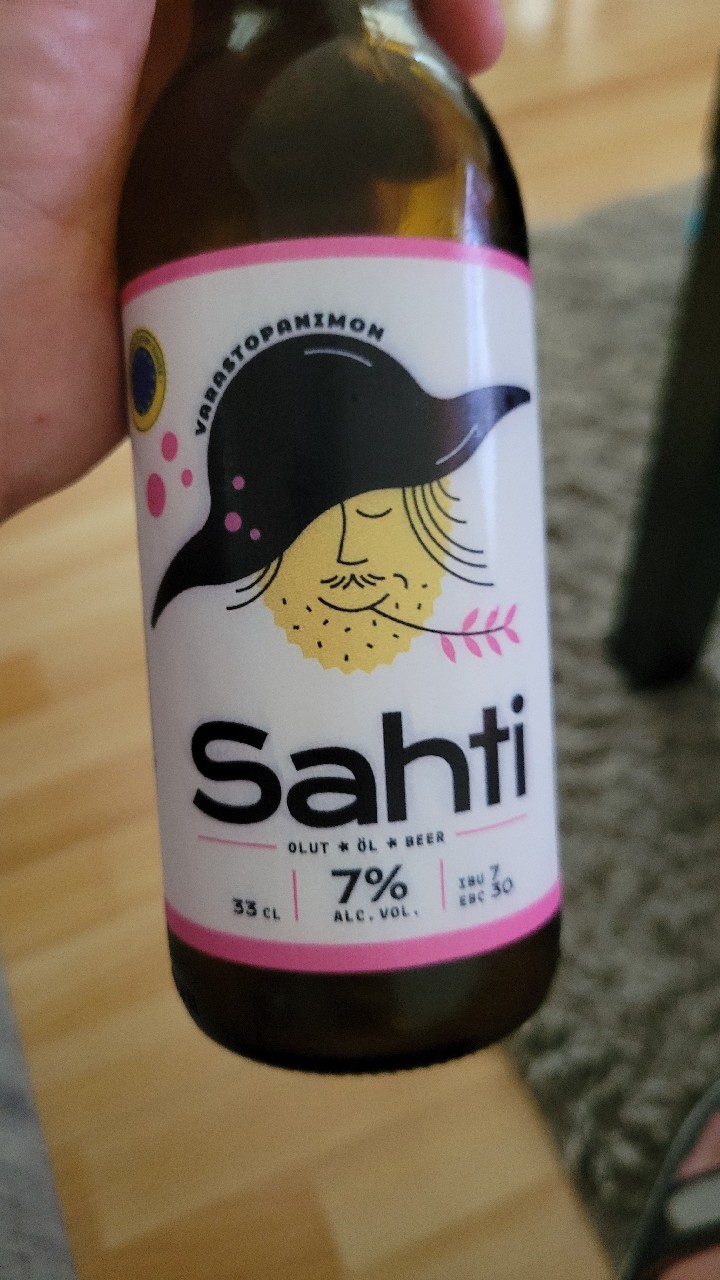 VARASTOPANIMON
Sahti
OLUT * ÖL * BEER
33 CL
7%
ALC. VOL.
IBU 7
EBC 30